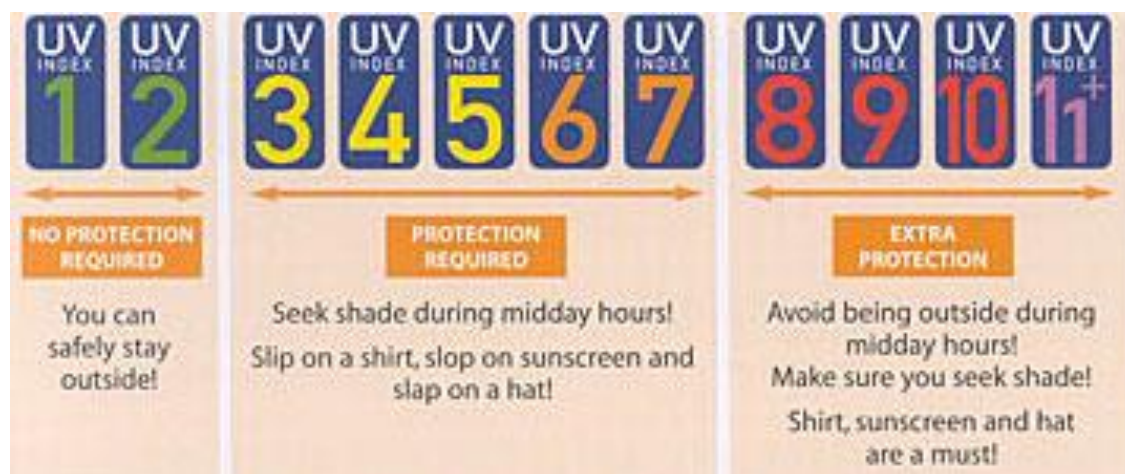 UV INDEX 1
UV INDEX 2
UV INDEX 3
UV INDEX 4
UV INDEX 5
UV INDEX 6
UV INDEX 7
UV INDEX 8
UV INDEX 9
UV INDEX 10
UV INDEX 11+
NO PROTECTION
REQUIRED
You can
safely stay
outside!
PROTECTION
REQUIRED
Seek shade during midday hours!
Slip on a shirt, slop on sunscreen and
slap on a hat!
EXTRA
PROTECTION
Avoid being outside during
midday hours!
Make sure you seek shade!
Shirt, sunscreen and hat
are a must!